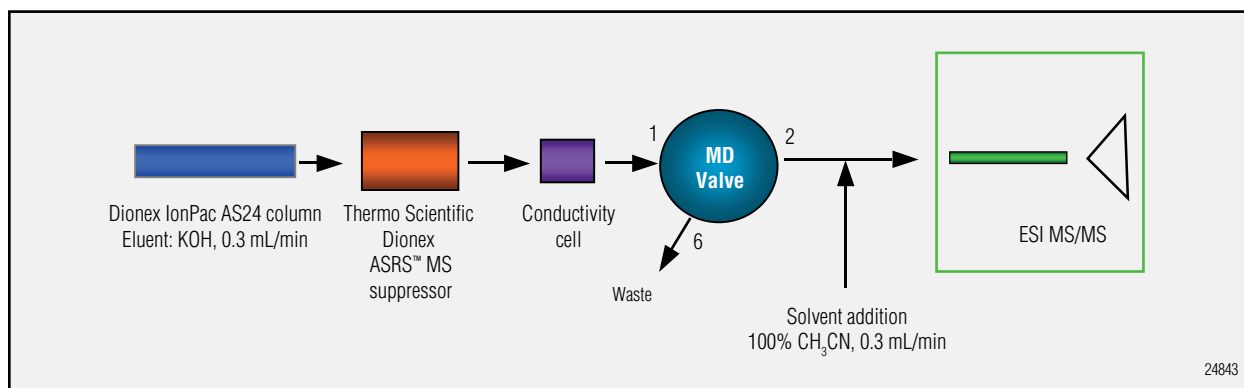 Dionex IonPac AS24 column
Eluent: KOH, 0.3 mL/min
Thermo Scientific
Dionex
ASRS™ MS
suppressor
Conductivity
cell
1
MD
Valve
2
6
Waste
Solvent addition
100% CH₃CN, 0.3 mL/min
ESI MS/MS
24843